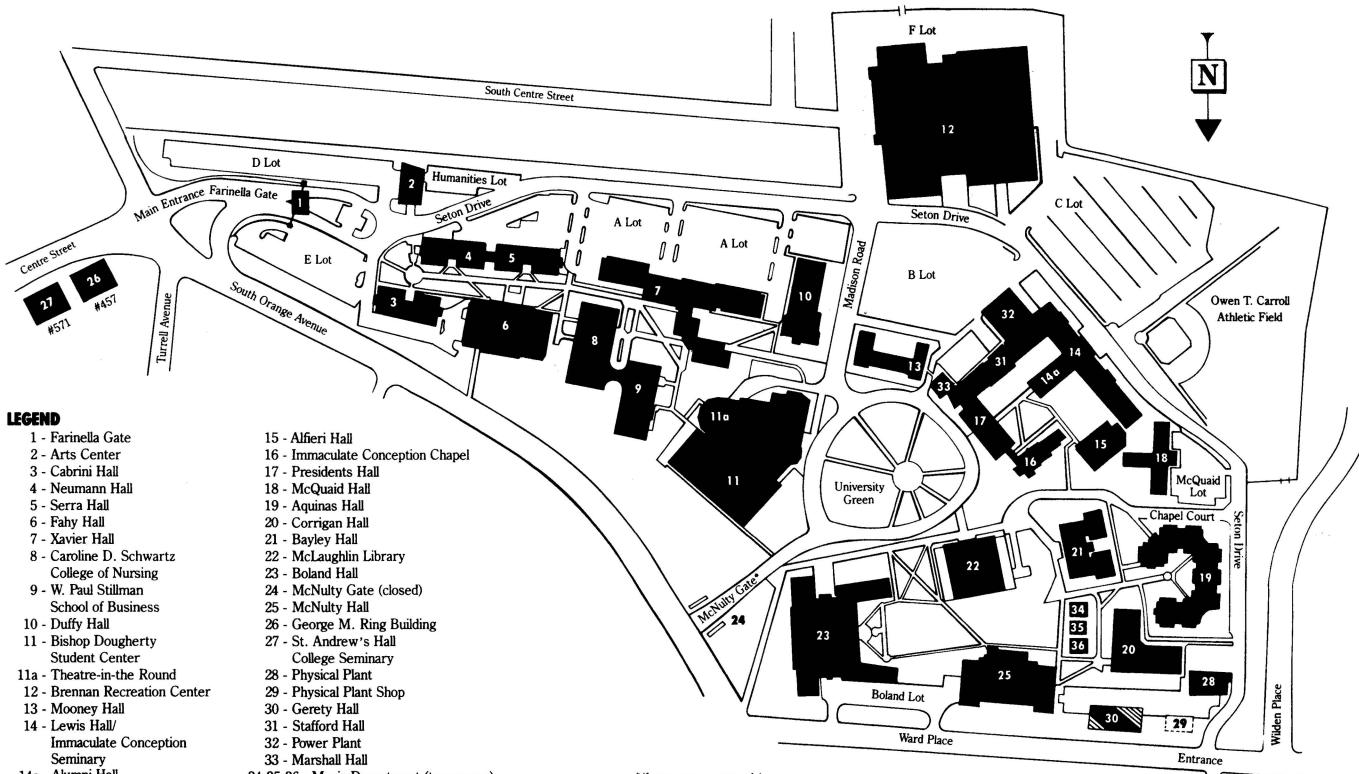 F Lot
N
South Centre Street
12
D Lot
2
Humanities Lot
Main Entrance
Farinella Gate
1
Seton Drive
Seton Drive
C Lot
A Lot
A Lot
Madison Road
B Lot
Centre Street
E Lot
4
5
7
10
27
#571
26
#457
South Orange Avenue
3
6
8
32
Owen T. Carroll
Athletic Field
Turrell Avenue
13
31
14
14a
33
9
17
11a
15
16
18
11
University
Green
McQuaid
Lot
Chapel Court
Seton Drive
21
22
19
McNulty Gate*
24
34
35
36
23
20
25
28
Boland Lot
30
29
Ward Place
Entrance
Wilden Place
LEGEND
1 - Farinella Gate
2 - Arts Center
3 - Cabrini Hall
4 - Neumann Hall
5 - Serra Hall
6 - Fahy Hall
7 - Xavier Hall
8 - Caroline D. Schwartz
College of Nursing
9 - W. Paul Stillman
School of Business
10 - Duffy Hall
11 - Bishop Dougherty
Student Center
11a - Theatre-in-the Round
12 - Brennan Recreation Center
13 - Mooney Hall
14 - Lewis Hall/
Immaculate Conception
Seminary
15 - Alfieri Hall
16 - Immaculate Conception Chapel
17 - Presidents Hall
18 - McQuaid Hall
19 - Aquinas Hall
20 - Corrigan Hall
21 - Bayley Hall
22 - McLaughlin Library
23 - Boland Hall
24 - McNulty Gate (closed)
25 - McNulty Hall
26 - George M. Ring Building
27 - St. Andrew's Hall
College Seminary
28 - Physical Plant
29 - Physical Plant Shop
30 - Gerety Hall
31 - Stafford Hall
32 - Power Plant
33 - Marshall Hall